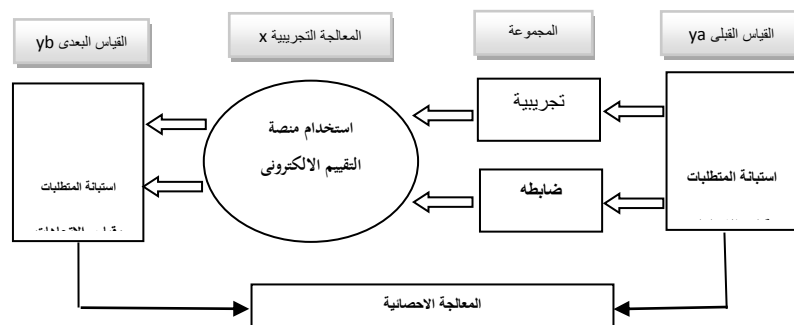 القياس القبلى ya
المجموعة
المعالجة التجريبية x
القياس البعدى yb
تجريبية
استخدام منصة
التقييم الالكترونى
استبانة المتطلبات
ضابطه
استبانة المتطلبات
المعالجة الاحصائية